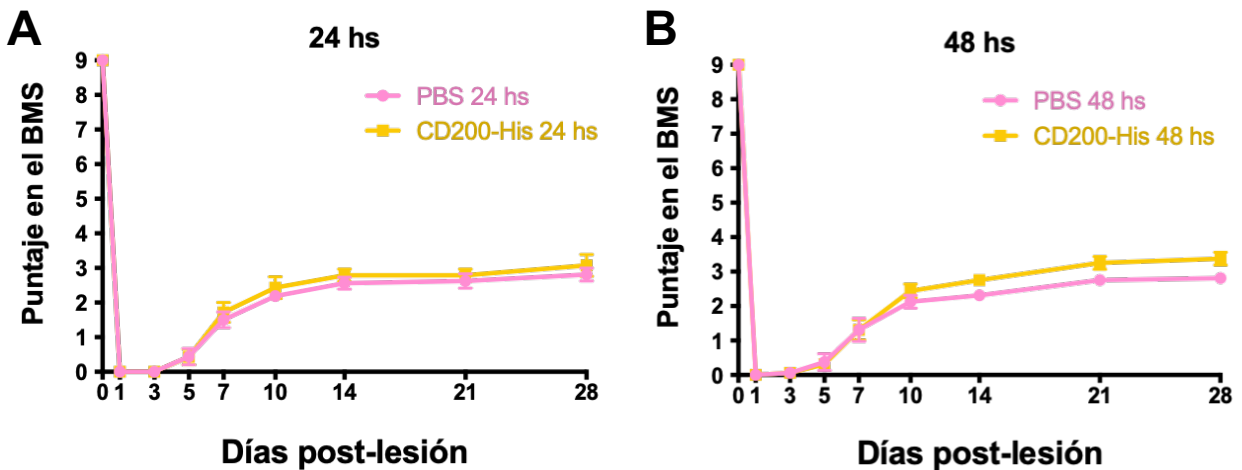 A
24 hs
Puntaje en el BMS
9
8
7
6
5
4
3
2
1
0
PBS 24 hs
CD200-His 24 hs
0 1 3 5 7 10 14 21 28
Días post-lesión
B
48 hs
Puntaje en el BMS
9
8
7
6
5
4
3
2
1
0
PBS 48 hs
CD200-His 48 hs
0 1 3 5 7 10 14 21 28
Días post-lesión